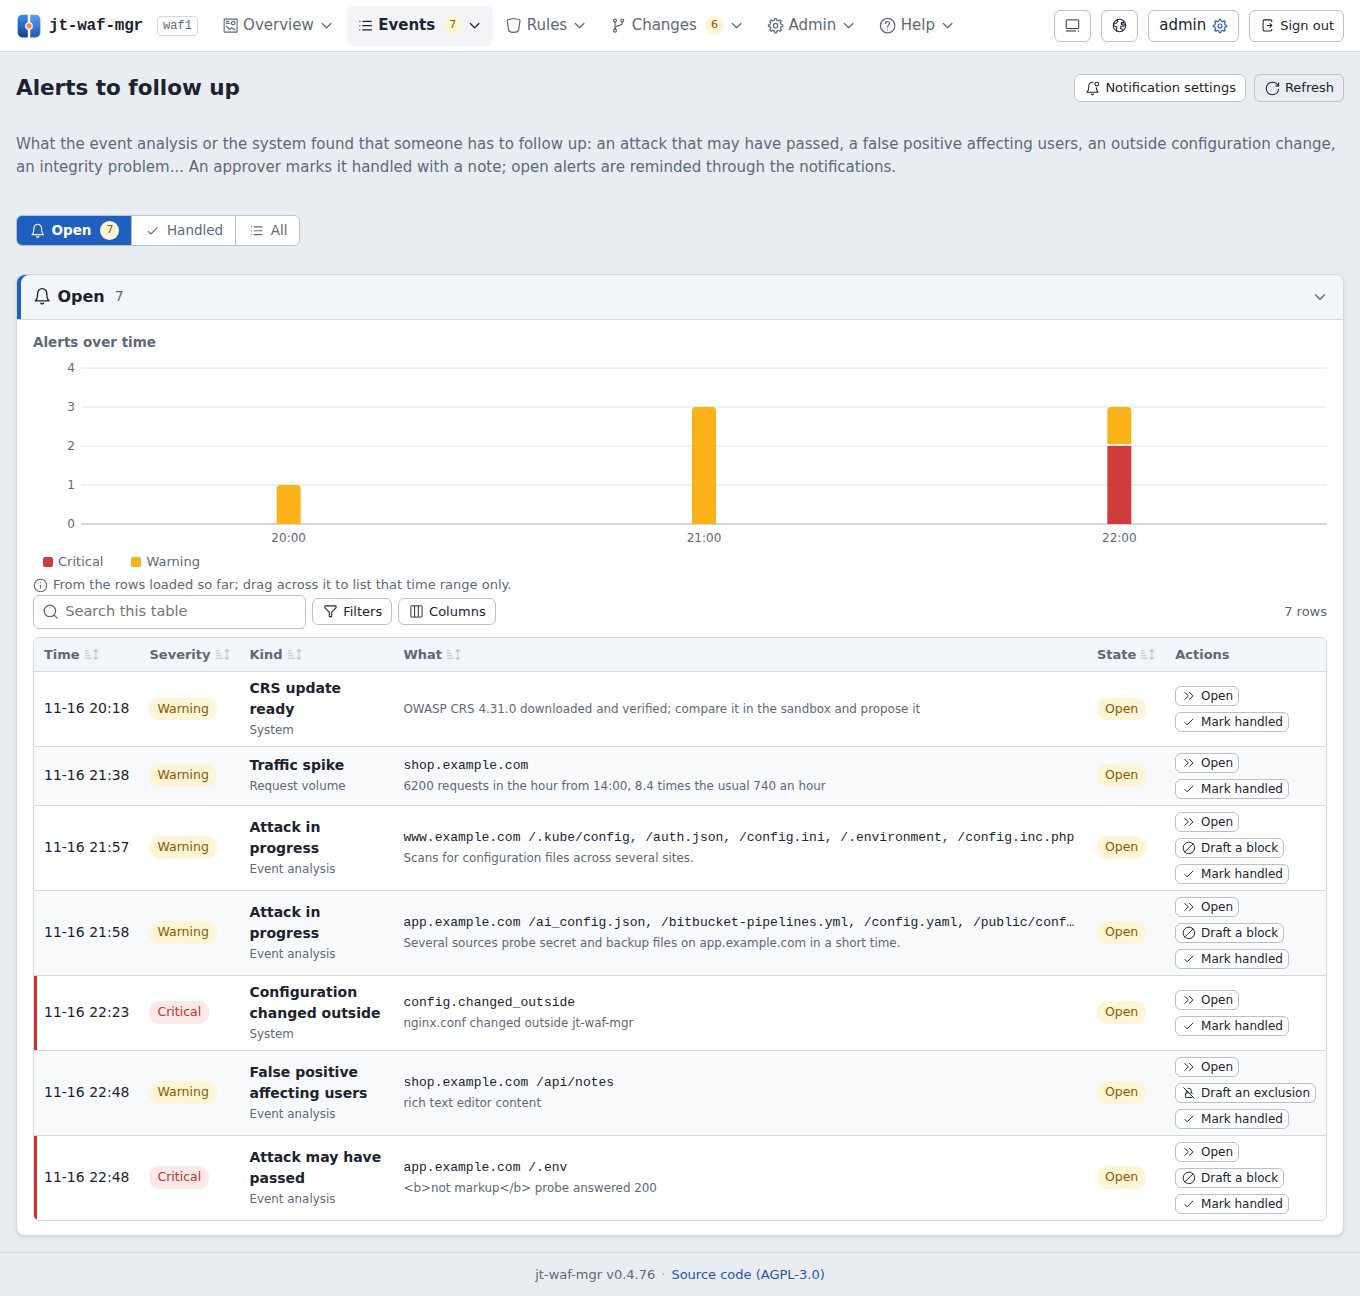 jt-waf-mgr waf1 Overview Events 7 Rules Changes 6 Admin Help admin Sign out
Alerts to follow up
Notification settings Refresh
What the event analysis or the system found that someone has to follow up: an attack that may have passed, a false positive affecting users, an outside configuration change,
an integrity problem... An approver marks it handled with a note; open alerts are reminded through the notifications.
Open 7 Handled All
Open 7
Alerts over time
4
3
2
1
0
20:00 21:00 22:00
Critical Warning
From the rows loaded so far; drag across it to list that time range only.
Search this table Filters Columns 7 rows
Time Severity Kind What State Actions
11-16 20:18 Warning CRS update
ready
System
OWASP CRS 4.31.0 downloaded and verified; compare it in the sandbox and propose it
Open
Open
Mark handled
11-16 21:38 Warning Traffic spike
Request volume
shop.example.com
6200 requests in the hour from 14:00, 8.4 times the usual 740 an hour
Open
Open
Mark handled
11-16 21:57 Warning Attack in
progress
Event analysis
www.example.com /.kube/config, /auth.json, /config.ini, /.environment, /config.inc.php
Scans for configuration files across several sites.
Open
Open
Draft a block
Mark handled
11-16 21:58 Warning Attack in
progress
Event analysis
app.example.com /ai_config.json, /bitbucket-pipelines.yml, /config.yaml, /public/conf…
Several sources probe secret and backup files on app.example.com in a short time.
Open
Open
Draft a block
Mark handled
11-16 22:23 Critical Configuration
changed outside
System
config.changed_outside
nginx.conf changed outside jt-waf-mgr
Open
Open
Mark handled
11-16 22:48 Warning False positive
affecting users
Event analysis
shop.example.com /api/notes
rich text editor content
Open
Open
Draft an exclusion
Mark handled
11-16 22:48 Critical Attack may have
passed
Event analysis
app.example.com /.env
<b>not markup</b> probe answered 200
Open
Open
Draft a block
Mark handled
jt-waf-mgr v0.4.76 · Source code (AGPL-3.0)